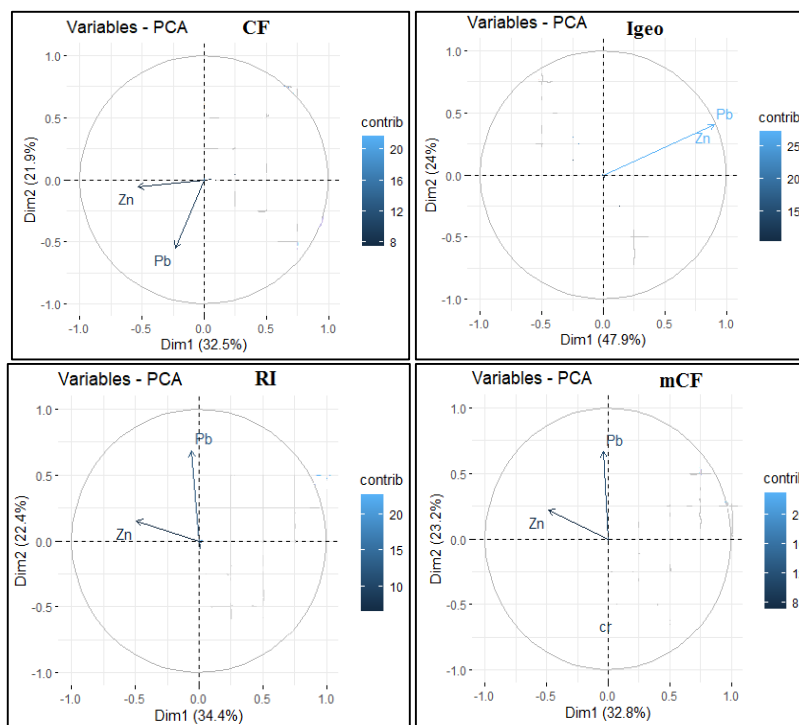 Variables - PCA CF
1.0
0.5
0.0
-0.5
-1.0
Dim2 (21.9%)
Zn
Pb
-1.0 -0.5 0.0 0.5 1.0
Dim1 (32.5%)
contrib
20
16
12
8
Variables - PCA Igeo
1.0
0.5
0.0
-0.5
-1.0
Dim2 (24%)
Pb
Zn
-1.0 -0.5 0.0 0.5 1.0
Dim1 (47.9%)
contrib
25
20
15
Variables - PCA RI
1.0
0.5
0.0
-0.5
-1.0
Dim2 (22.4%)
Pb
Zn
-1.0 -0.5 0.0 0.5 1.0
Dim1 (34.4%)
contrib
20
15
10
Variables - PCA mCF
1.0
0.5
0.0
-0.5
-1.0
Dim2 (23.2%)
Pb
Zn
cr
-1.0 -0.5 0.0 0.5 1.0
Dim1 (32.8%)
contrib
8